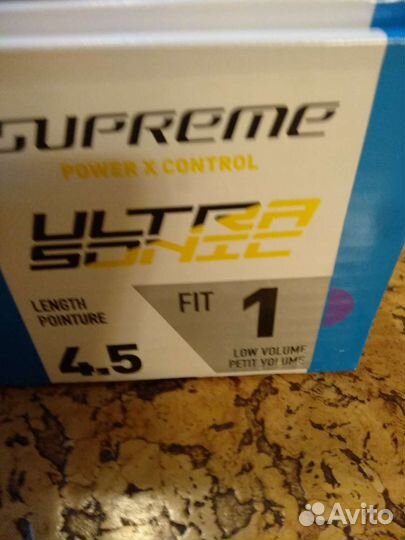 SUPREME
POWER X CONTROL
ULTRA
SONIC
LENGTH
POINTURE
4.5
FIT 1
LOW VOLUME
PETIT VOLUME
Avito